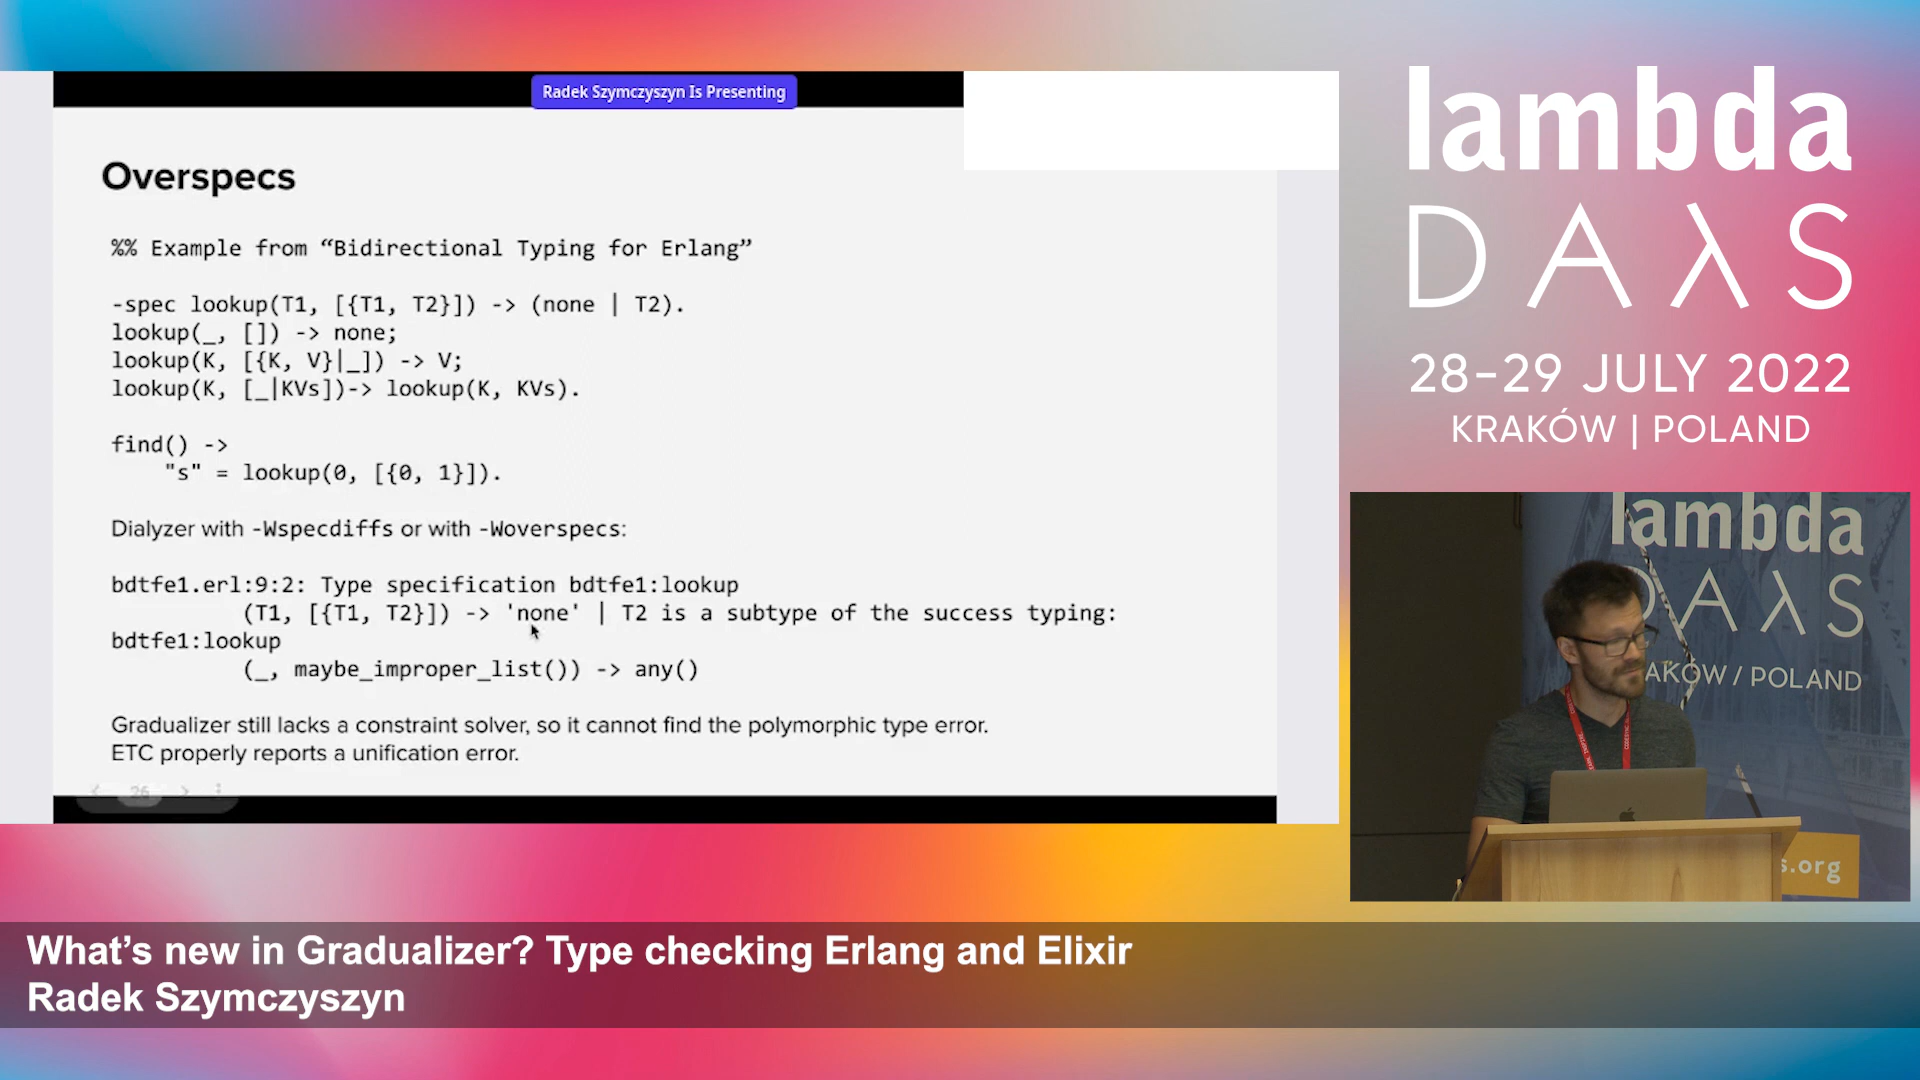 Radek Szymczyszyn Is Presenting
Overspecs
%% Example from “Bidirectional Typing for Erlang”
-spec lookup(T1, [{T1, T2}]) -> (none | T2).
lookup(_, []) -> none;
lookup(K, [{K, V}|_]) -> V;
lookup(K, [_|KVs])-> lookup(K, KVs).
find() ->
"s" = lookup(0, [{0, 1}]).
Dialyzer with -Wspecdiffs or with -Woverspecs:
bdtfe1.erl:9:2: Type specification bdtfe1:lookup
(T1, [{T1, T2}]) -> 'none' | T2 is a subtype of the success typing:
bdtfe1:lookup
(_, maybe_improper_list()) -> any()
Gradualizer still lacks a constraint solver, so it cannot find the polymorphic type error.
ETC properly reports a unification error.
26
lambda
DAλS
28-29 JULY 2022
KRAKÓW | POLAND
lambda
DAλS
AKÓW / POLAND
s.org
What’s new in Gradualizer? Type checking Erlang and Elixir
Radek Szymczyszyn